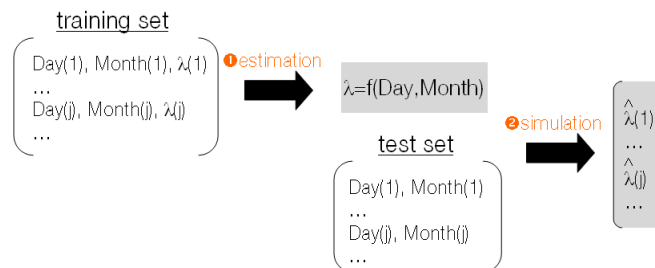 training set
Day(1), Month(1), λ(1)
...
Day(j), Month(j), λ(j)
...
❶estimation
λ=f(Day,Month)
test set
Day(1), Month(1)
...
Day(j), Month(j)
...
❷simulation
λ̂(1)
...
λ̂(j)
...